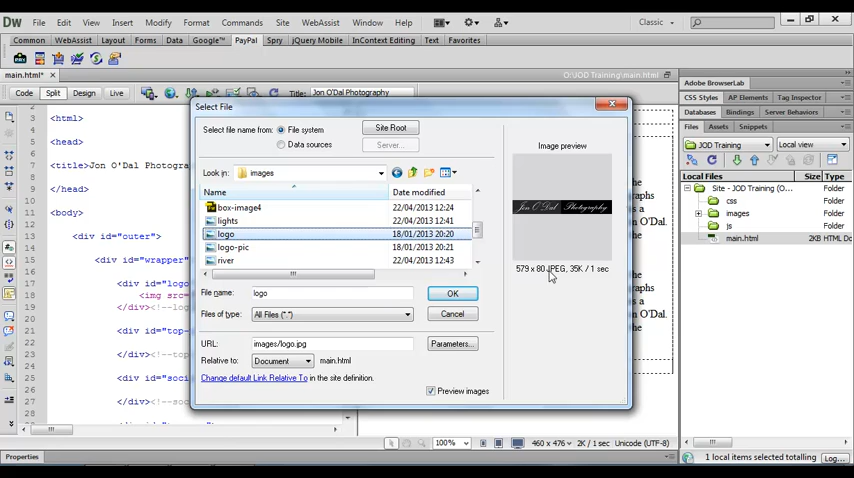 DW File Edit View Insert Modify Format Commands Site WebAssist Window Help Classic
Common WebAssist Layout Forms Data Google™ PayPal Spry jQuery Mobile InContext Editing Text Favorites
main.html* O:\JOD Training\main.html
Code Split Design Live Title: Jon O'Dal Photography
Adobe BrowserLab
CSS Styles AP Elements Tag Inspector
Databases Bindings Server Behaviors
Files Assets Snippets
JOD Training Local view
Local Files Size Type
Site - JOD Training (O... Folder
css Folder
images Folder
js Folder
main.html 2KB HTML Do
3 <html>
4
5 <head>
6
7 <title>Jon O'Dal Photogra
8
9 </head>
10
11 <body>
12
13 <div id="outer">
14
15 <div id="wrapper"
16
17 <div id="logo
18 <img src=
19 </div><!--log
20
21 <div id="top-
22
23 </div><!--top
24
25 <div id="soci
26
27 </div><!--soc
28
Select File
Select file name from: File system Site Root
Data sources Server...
Look in: images
Name Date modified
box-image4 22/04/2013 12:24
lights 22/04/2013 12:41
logo 18/01/2013 20:20
logo-pic 18/01/2013 20:21
river 22/04/2013 12:43
File name: logo OK
Files of type: All Files (*.*) Cancel
URL: images/logo.jpg Parameters...
Relative to: Document main.html
Change default Link Relative To in the site definition.
Preview images
Image preview
Jon O'Dal Photography
579 x 80 JPEG, 35K / 1 sec
graphs
is a
n O'Dal.
the
graphs
is a
n O'Dal.
the
100% 460 x 476 2K / 1 sec Unicode (UTF-8)
1 local items selected totalling Log...
Properties